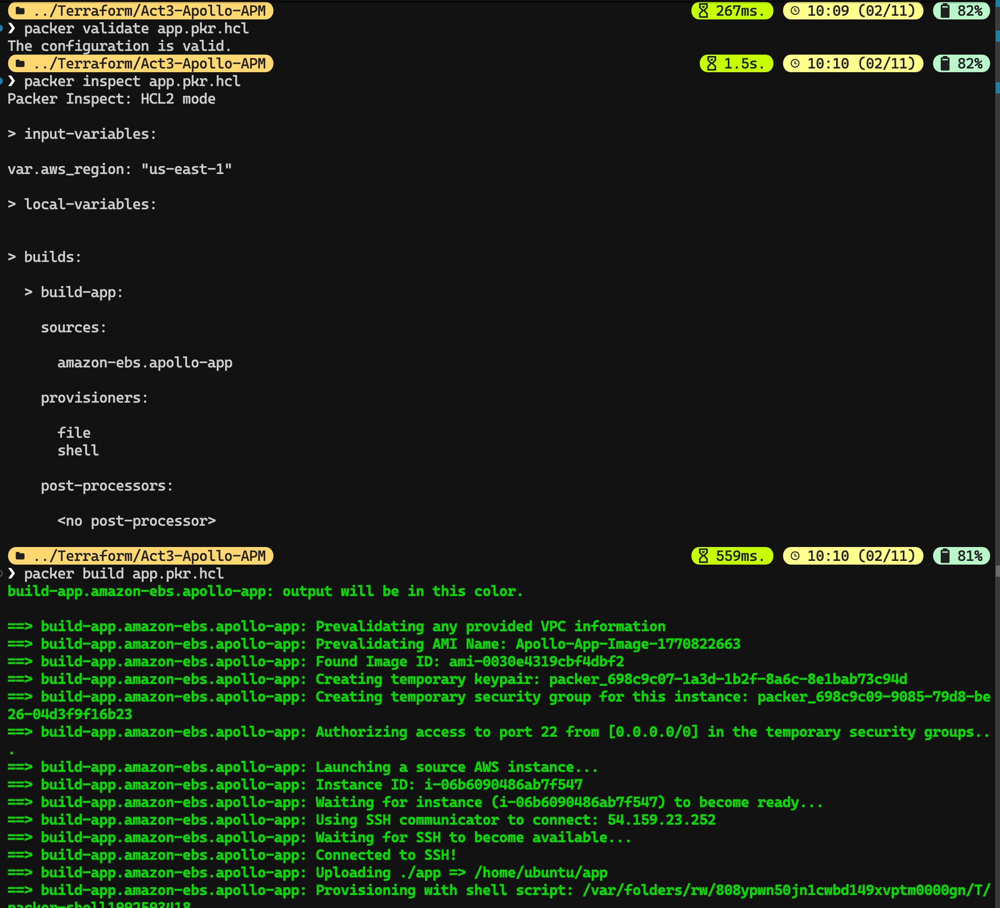 ../Terraform/Act3-Apollo-APM 267ms. 10:09 (02/11) 82%
❯ packer validate app.pkr.hcl
The configuration is valid.
../Terraform/Act3-Apollo-APM 1.5s. 10:10 (02/11) 82%
❯ packer inspect app.pkr.hcl
Packer Inspect: HCL2 mode
> input-variables:
var.aws_region: "us-east-1"
> local-variables:
> builds:
> build-app:
sources:
amazon-ebs.apollo-app
provisioners:
file
shell
post-processors:
<no post-processor>
../Terraform/Act3-Apollo-APM 559ms. 10:10 (02/11) 81%
❯ packer build app.pkr.hcl
build-app.amazon-ebs.apollo-app: output will be in this color.
==> build-app.amazon-ebs.apollo-app: Prevalidating any provided VPC information
==> build-app.amazon-ebs.apollo-app: Prevalidating AMI Name: Apollo-App-Image-1770822663
==> build-app.amazon-ebs.apollo-app: Found Image ID: ami-0030e4319cbf4dbf2
==> build-app.amazon-ebs.apollo-app: Creating temporary keypair: packer_698c9c07-1a3d-1b2f-8a6c-8e1bab73c94d
==> build-app.amazon-ebs.apollo-app: Creating temporary security group for this instance: packer_698c9c09-9085-79d8-be
26-04d3f9f16b23
==> build-app.amazon-ebs.apollo-app: Authorizing access to port 22 from [0.0.0.0/0] in the temporary security groups..
.
==> build-app.amazon-ebs.apollo-app: Launching a source AWS instance...
==> build-app.amazon-ebs.apollo-app: Instance ID: i-06b6090486ab7f547
==> build-app.amazon-ebs.apollo-app: Waiting for instance (i-06b6090486ab7f547) to become ready...
==> build-app.amazon-ebs.apollo-app: Using SSH communicator to connect: 54.159.23.252
==> build-app.amazon-ebs.apollo-app: Waiting for SSH to become available...
==> build-app.amazon-ebs.apollo-app: Connected to SSH!
==> build-app.amazon-ebs.apollo-app: Uploading ./app => /home/ubuntu/app
==> build-app.amazon-ebs.apollo-app: Provisioning with shell script: /var/folders/rw/808ypwn50jn1cwbd149xvptm0000gn/T/
packer-shell1992593418